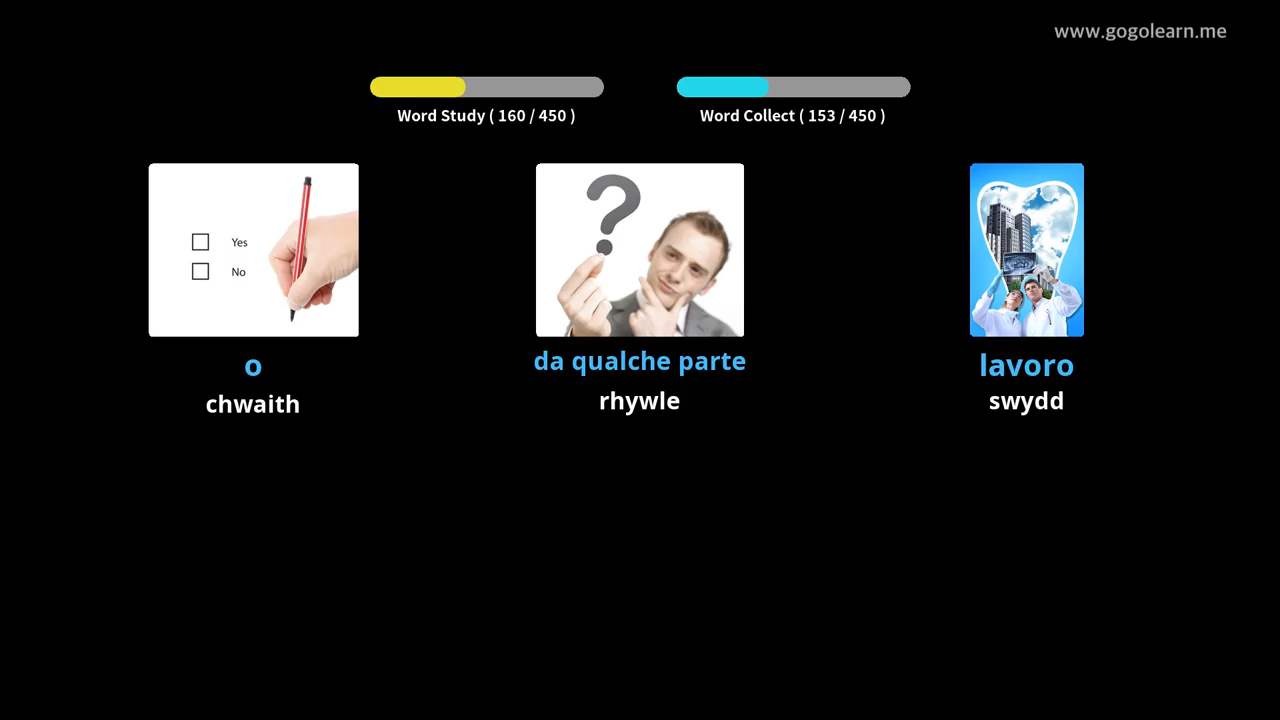 www.gogolearn.me
Word Study ( 160 / 450 )
Word Collect ( 153 / 450 )
Yes
No
o
chwaith
da qualche parte
rhywle
lavoro
swydd